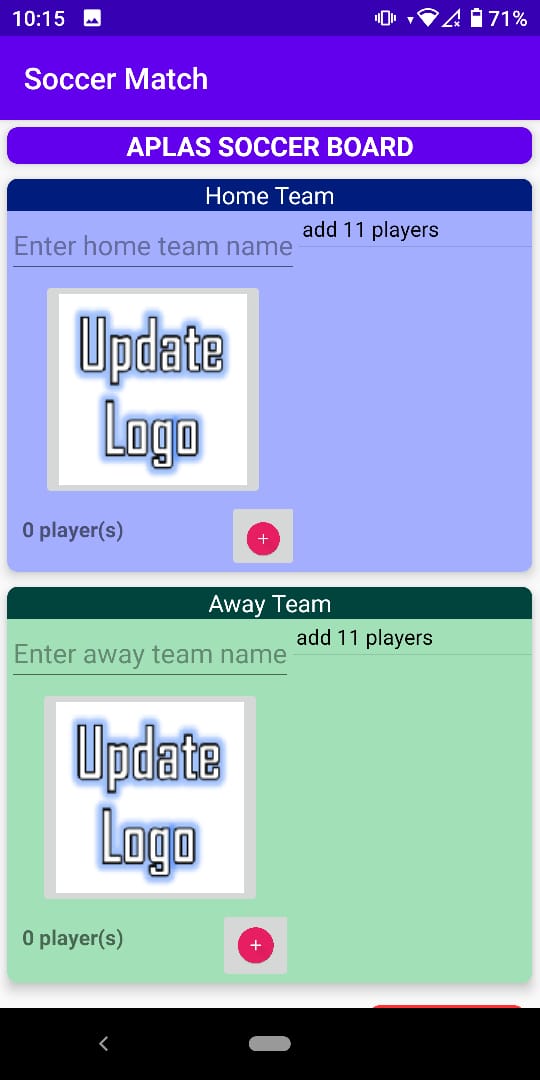 10:15 71%
Soccer Match
APLAS SOCCER BOARD
Home Team
Enter home team name
add 11 players
Update
Logo
0 player(s)
+
Away Team
Enter away team name
add 11 players
Update
Logo
0 player(s)
+